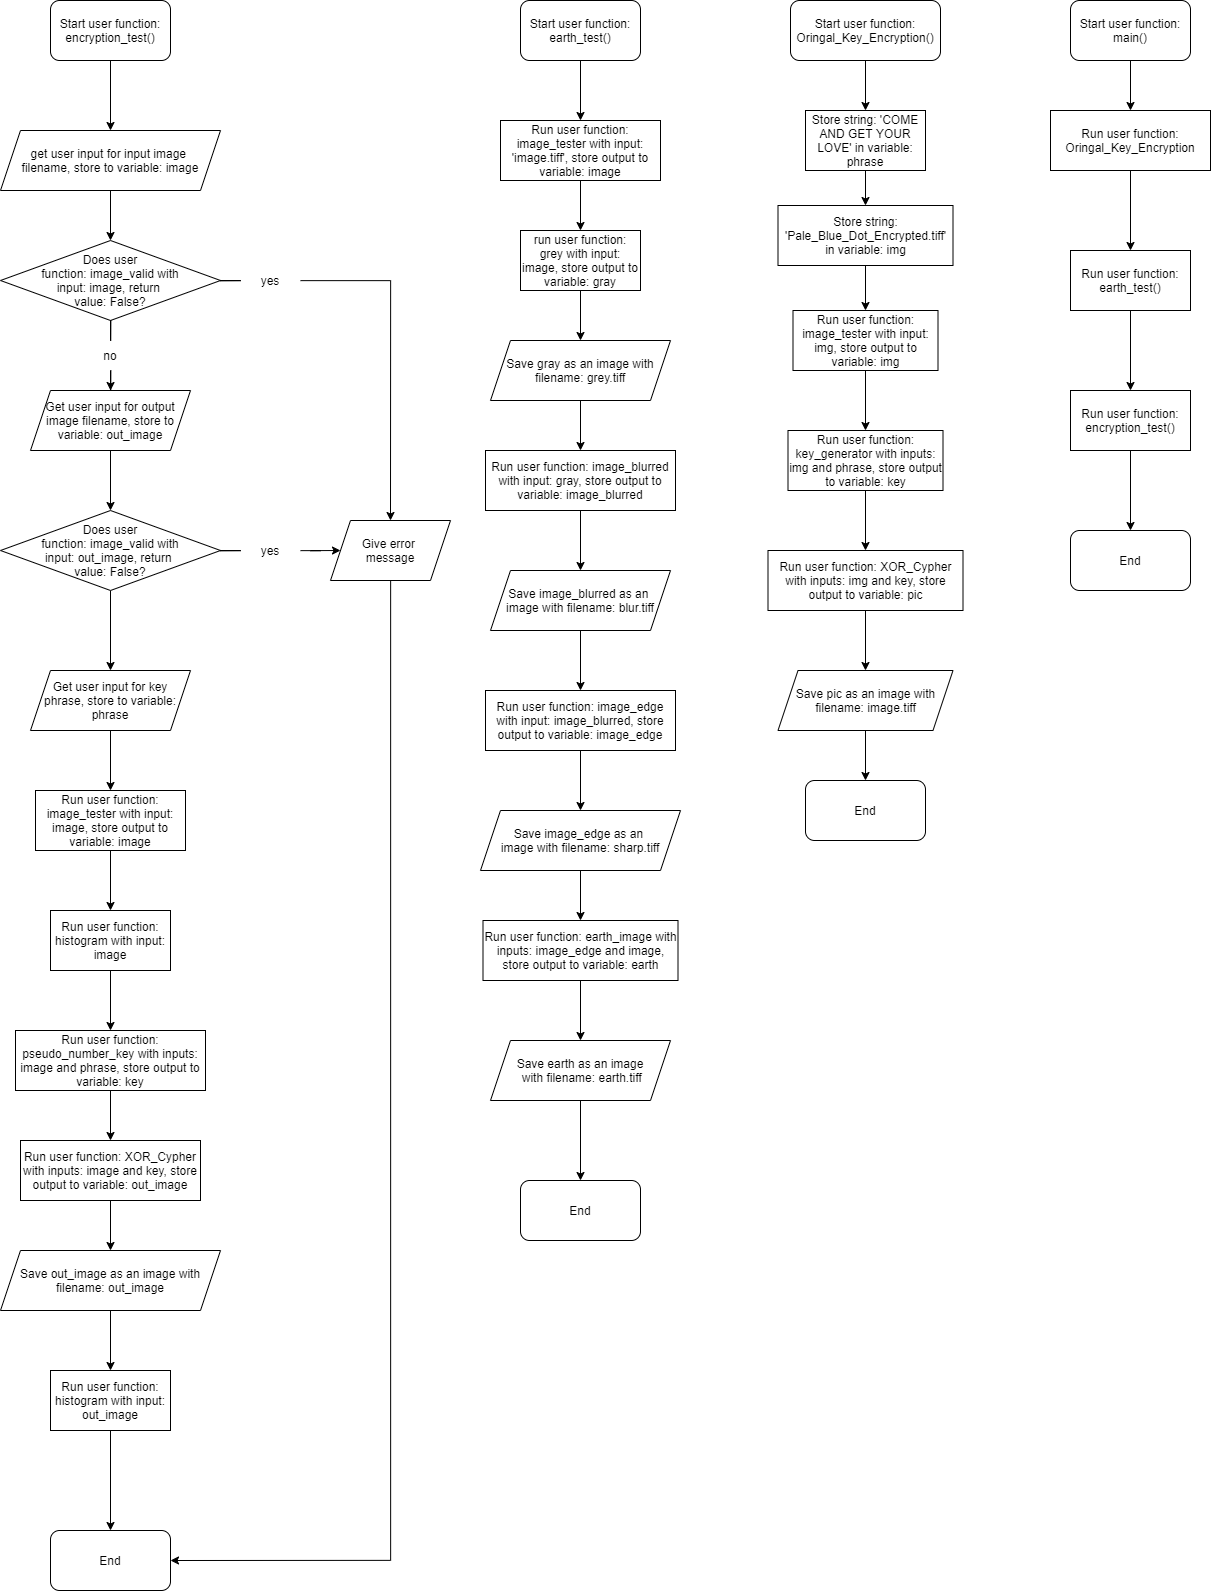 Start user function:
encryption_test()
get user input for input image
filename, store to variable: image
Does user
function: image_valid with
input: image, return
value: False?
yes
no
Get user input for output
image filename, store to
variable: out_image
Does user
function: image_valid with
input: out_image, return
value: False?
yes
Give error
message
Get user input for key
phrase, store to variable:
phrase
Run user function:
image_tester with input:
image, store output to
variable: image
Run user function:
histogram with input:
image
Run user function:
pseudo_number_key with inputs:
image and phrase, store output to
variable: key
Run user function: XOR_Cypher
with inputs: image and key, store
output to variable: out_image
Save out_image as an image with
filename: out_image
Run user function:
histogram with input:
out_image
End
Start user function:
earth_test()
Run user function:
image_tester with input:
'image.tiff', store output to
variable: image
run user function:
grey with input:
image, store output to
variable: gray
Save gray as an image with
filename: grey.tiff
Run user function: image_blurred
with input: gray, store output to
variable: image_blurred
Save image_blurred as an
image with filename: blur.tiff
Run user function: image_edge
with input: image_blurred, store
output to variable: image_edge
Save image_edge as an
image with filename: sharp.tiff
Run user function: earth_image with
inputs: image_edge and image,
store output to variable: earth
Save earth as an image
with filename: earth.tiff
End
Start user function:
Oringal_Key_Encryption()
Store string: 'COME
AND GET YOUR
LOVE' in variable:
phrase
Store string:
'Pale_Blue_Dot_Encrypted.tiff'
in variable: img
Run user function:
image_tester with input:
img, store output to
variable: img
Run user function:
key_generator with inputs:
img and phrase, store output
to variable: key
Run user function: XOR_Cypher
with inputs: img and key, store
output to variable: pic
Save pic as an image with
filename: image.tiff
End
Start user function:
main()
Run user function:
Oringal_Key_Encryption
Run user function:
earth_test()
Run user function:
encryption_test()
End